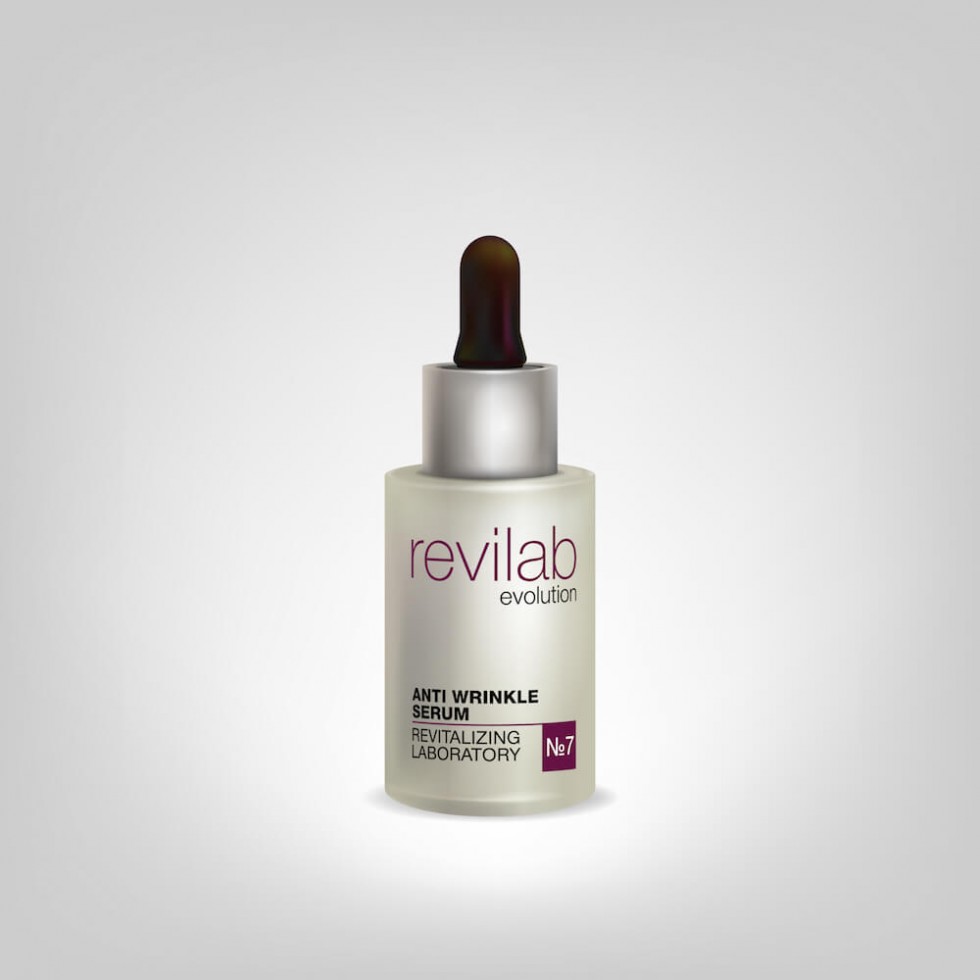 revilab
evolution
ANTI WRINKLE
SERUM
REVITALIZING
LABORATORY
№7